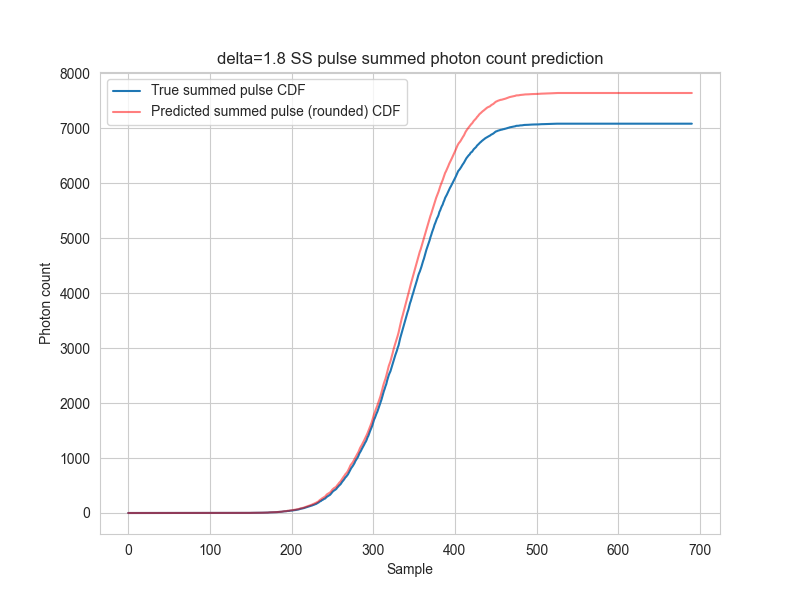 delta=1.8 SS pulse summed photon count prediction
True summed pulse CDF
Predicted summed pulse (rounded) CDF
8000
7000
6000
5000
4000
3000
2000
1000
0
Photon count
0 100 200 300 400 500 600 700
Sample